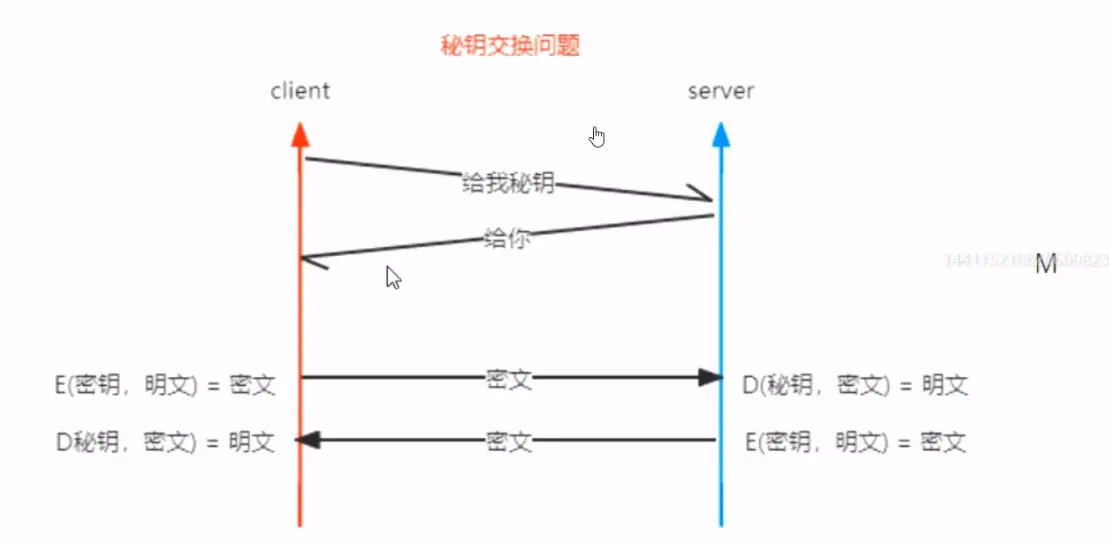 秘钥交换问题
client
server
给我秘钥
给你
M
E(密钥，明文) = 密文
密文
D(秘钥，密文) = 明文
D秘钥，密文) = 明文
密文
E(密钥，明文) = 密文